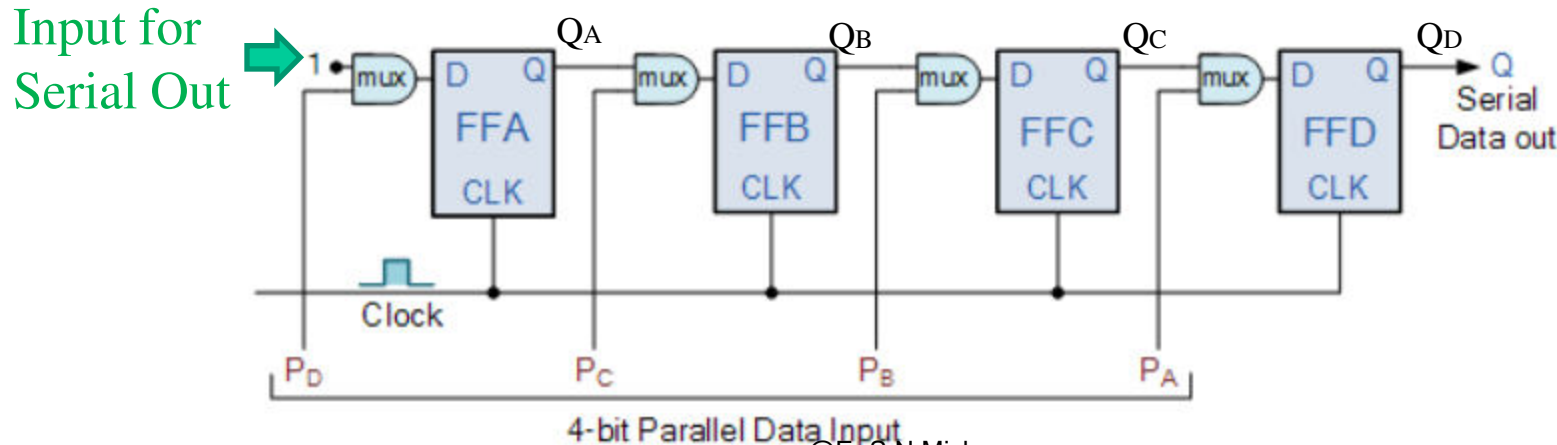 Input for
Serial Out
1
mux
D Q
FFA
CLK
QA
mux
D Q
FFB
CLK
QB
mux
D Q
FFC
CLK
QC
mux
D Q
FFD
CLK
QD
Q
Serial
Data out
Clock
PD
PC
PB
PA
4-bit Parallel Data Input